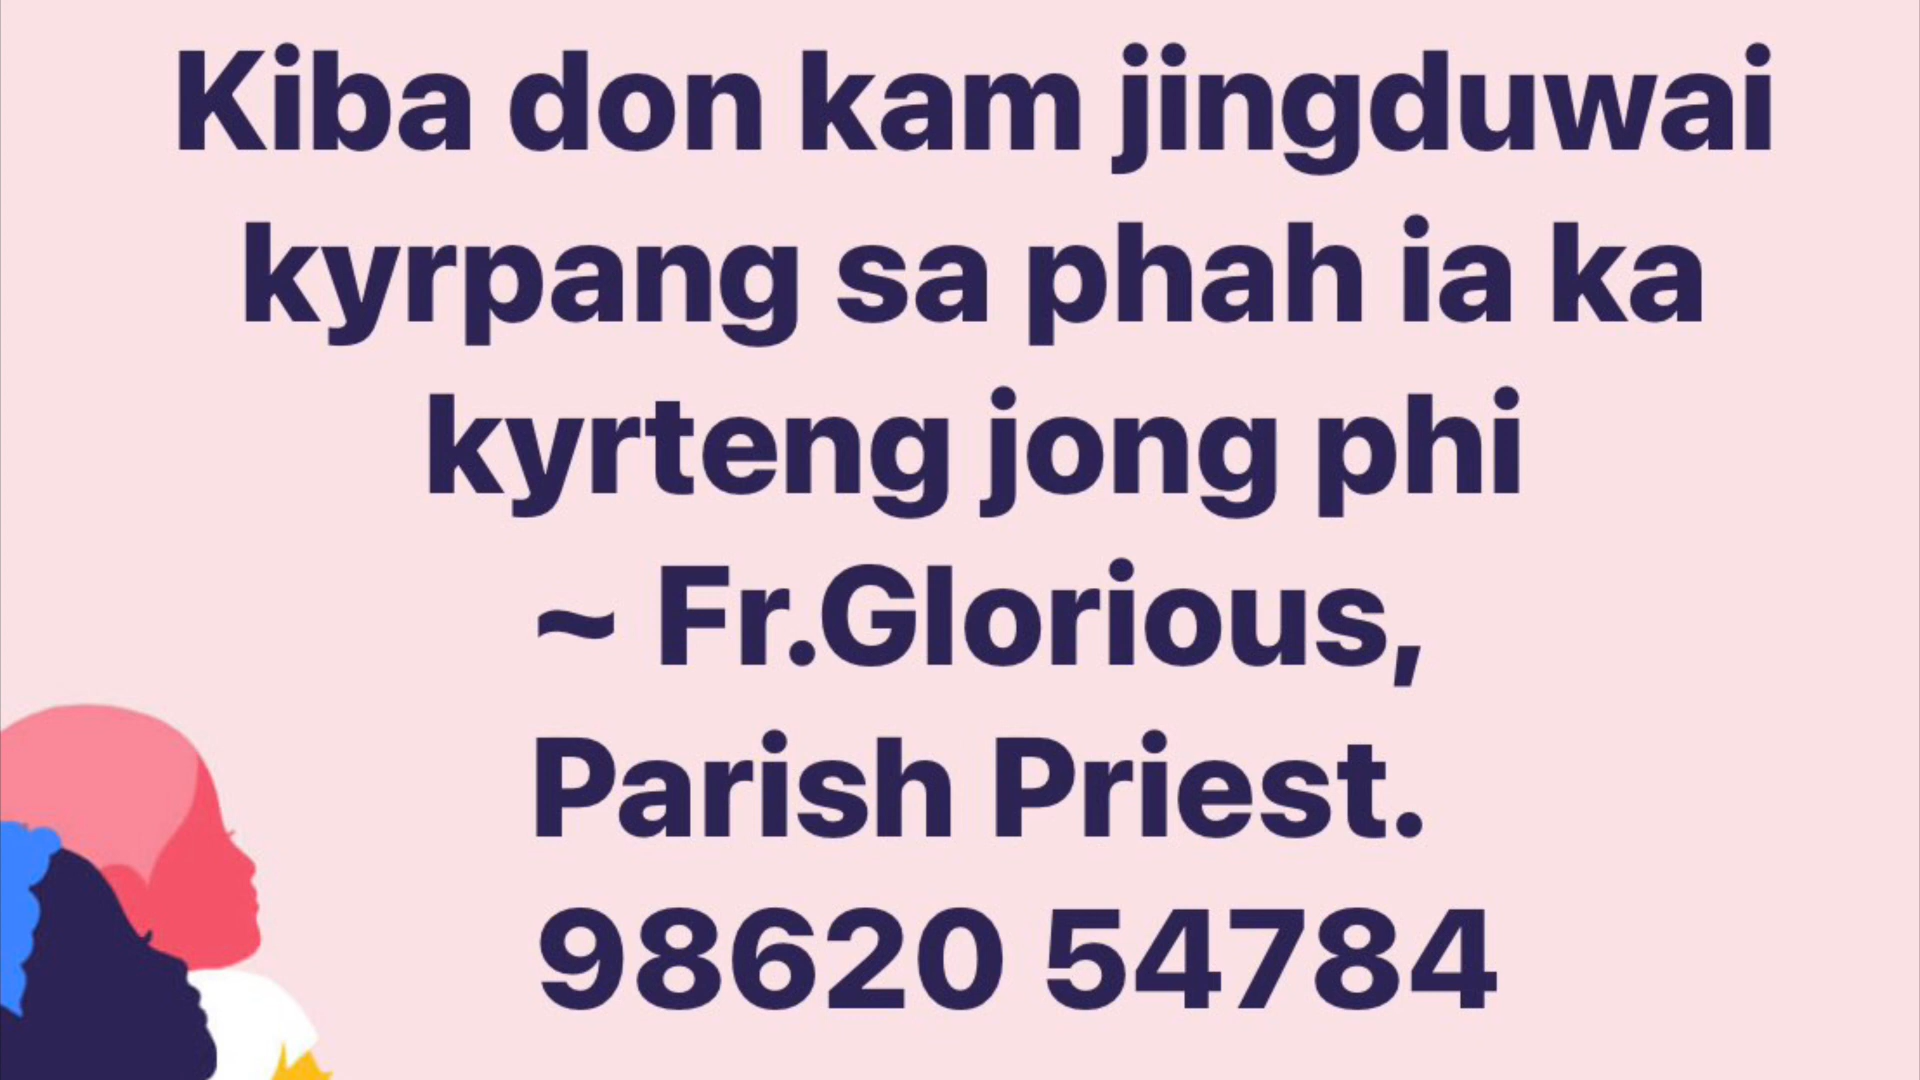 Kiba don kam jingduwai
kyrpang sa phah ia ka
kyrteng jong phi
~ Fr.Glorious,
Parish Priest.
98620 54784